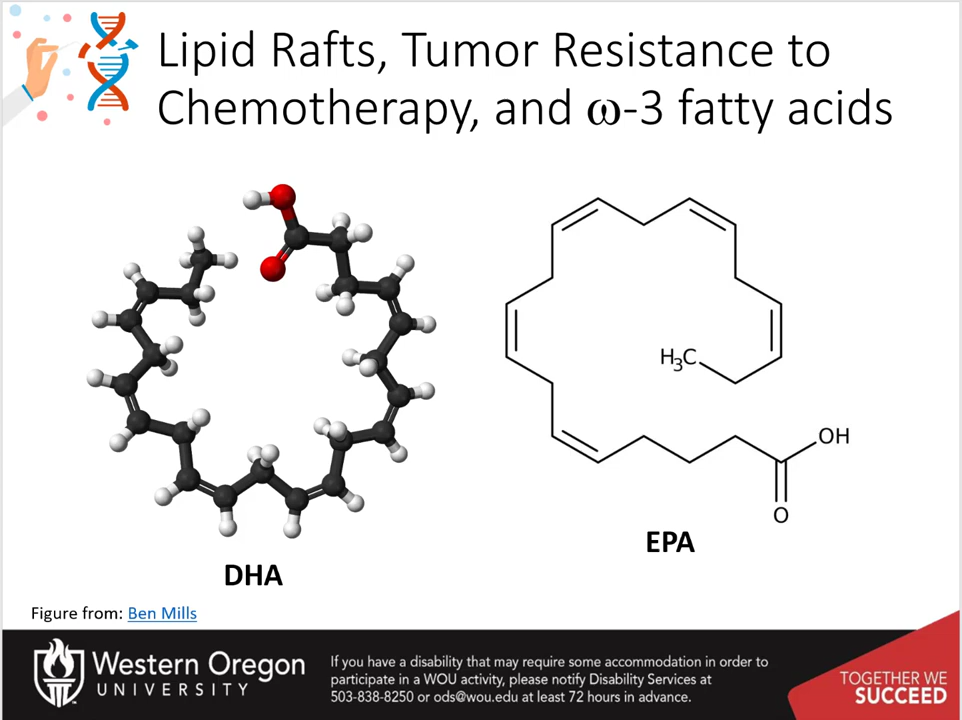 Lipid Rafts, Tumor Resistance to
Chemotherapy, and ω-3 fatty acids
H3C
OH
O
EPA
DHA
Figure from: Ben Mills
Western Oregon
UNIVERSITY
If you have a disability that may require some accommodation in order to
participate in a WOU activity, please notify Disability Services at
503-838-8250 or ods@wou.edu at least 72 hours in advance.
TOGETHER WE
SUCCEED